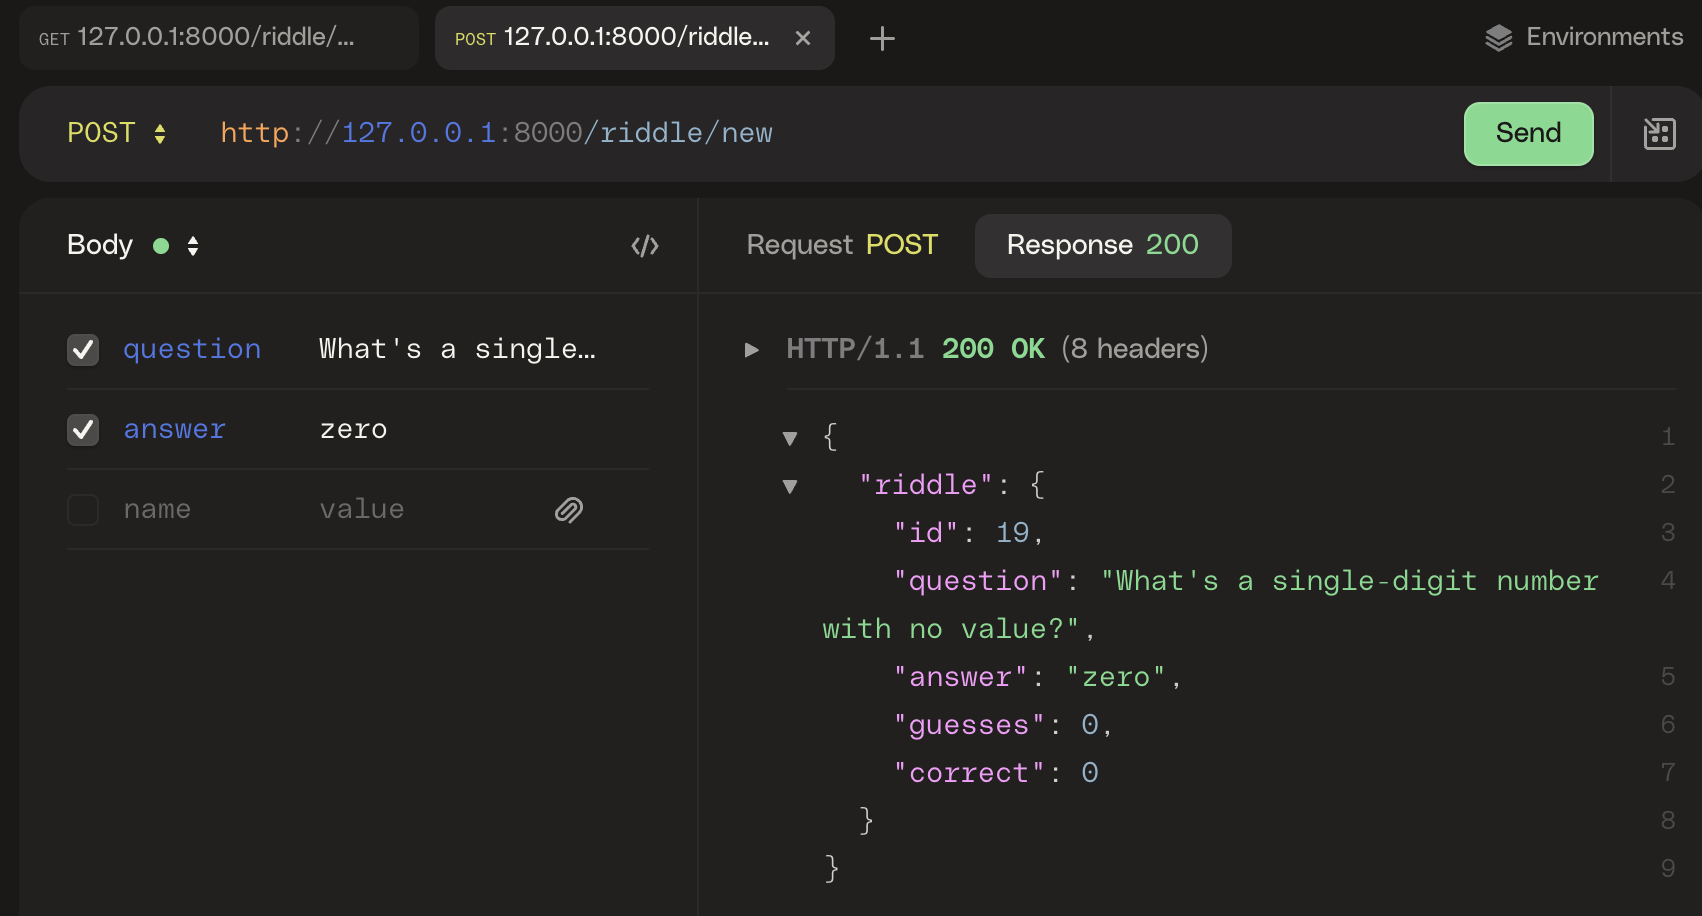 GET 127.0.0.1:8000/riddle/...
POST 127.0.0.1:8000/riddle...
Environments
POST http://127.0.0.1:8000/riddle/new
Send
Body
Request POST
Response 200
question What's a single...
answer zero
name value
HTTP/1.1 200 OK (8 headers)
{ 1
"riddle": { 2
"id": 19, 3
"question": "What's a single-digit number 4
with no value?",
"answer": "zero", 5
"guesses": 0, 6
"correct": 0 7
} 8
} 9